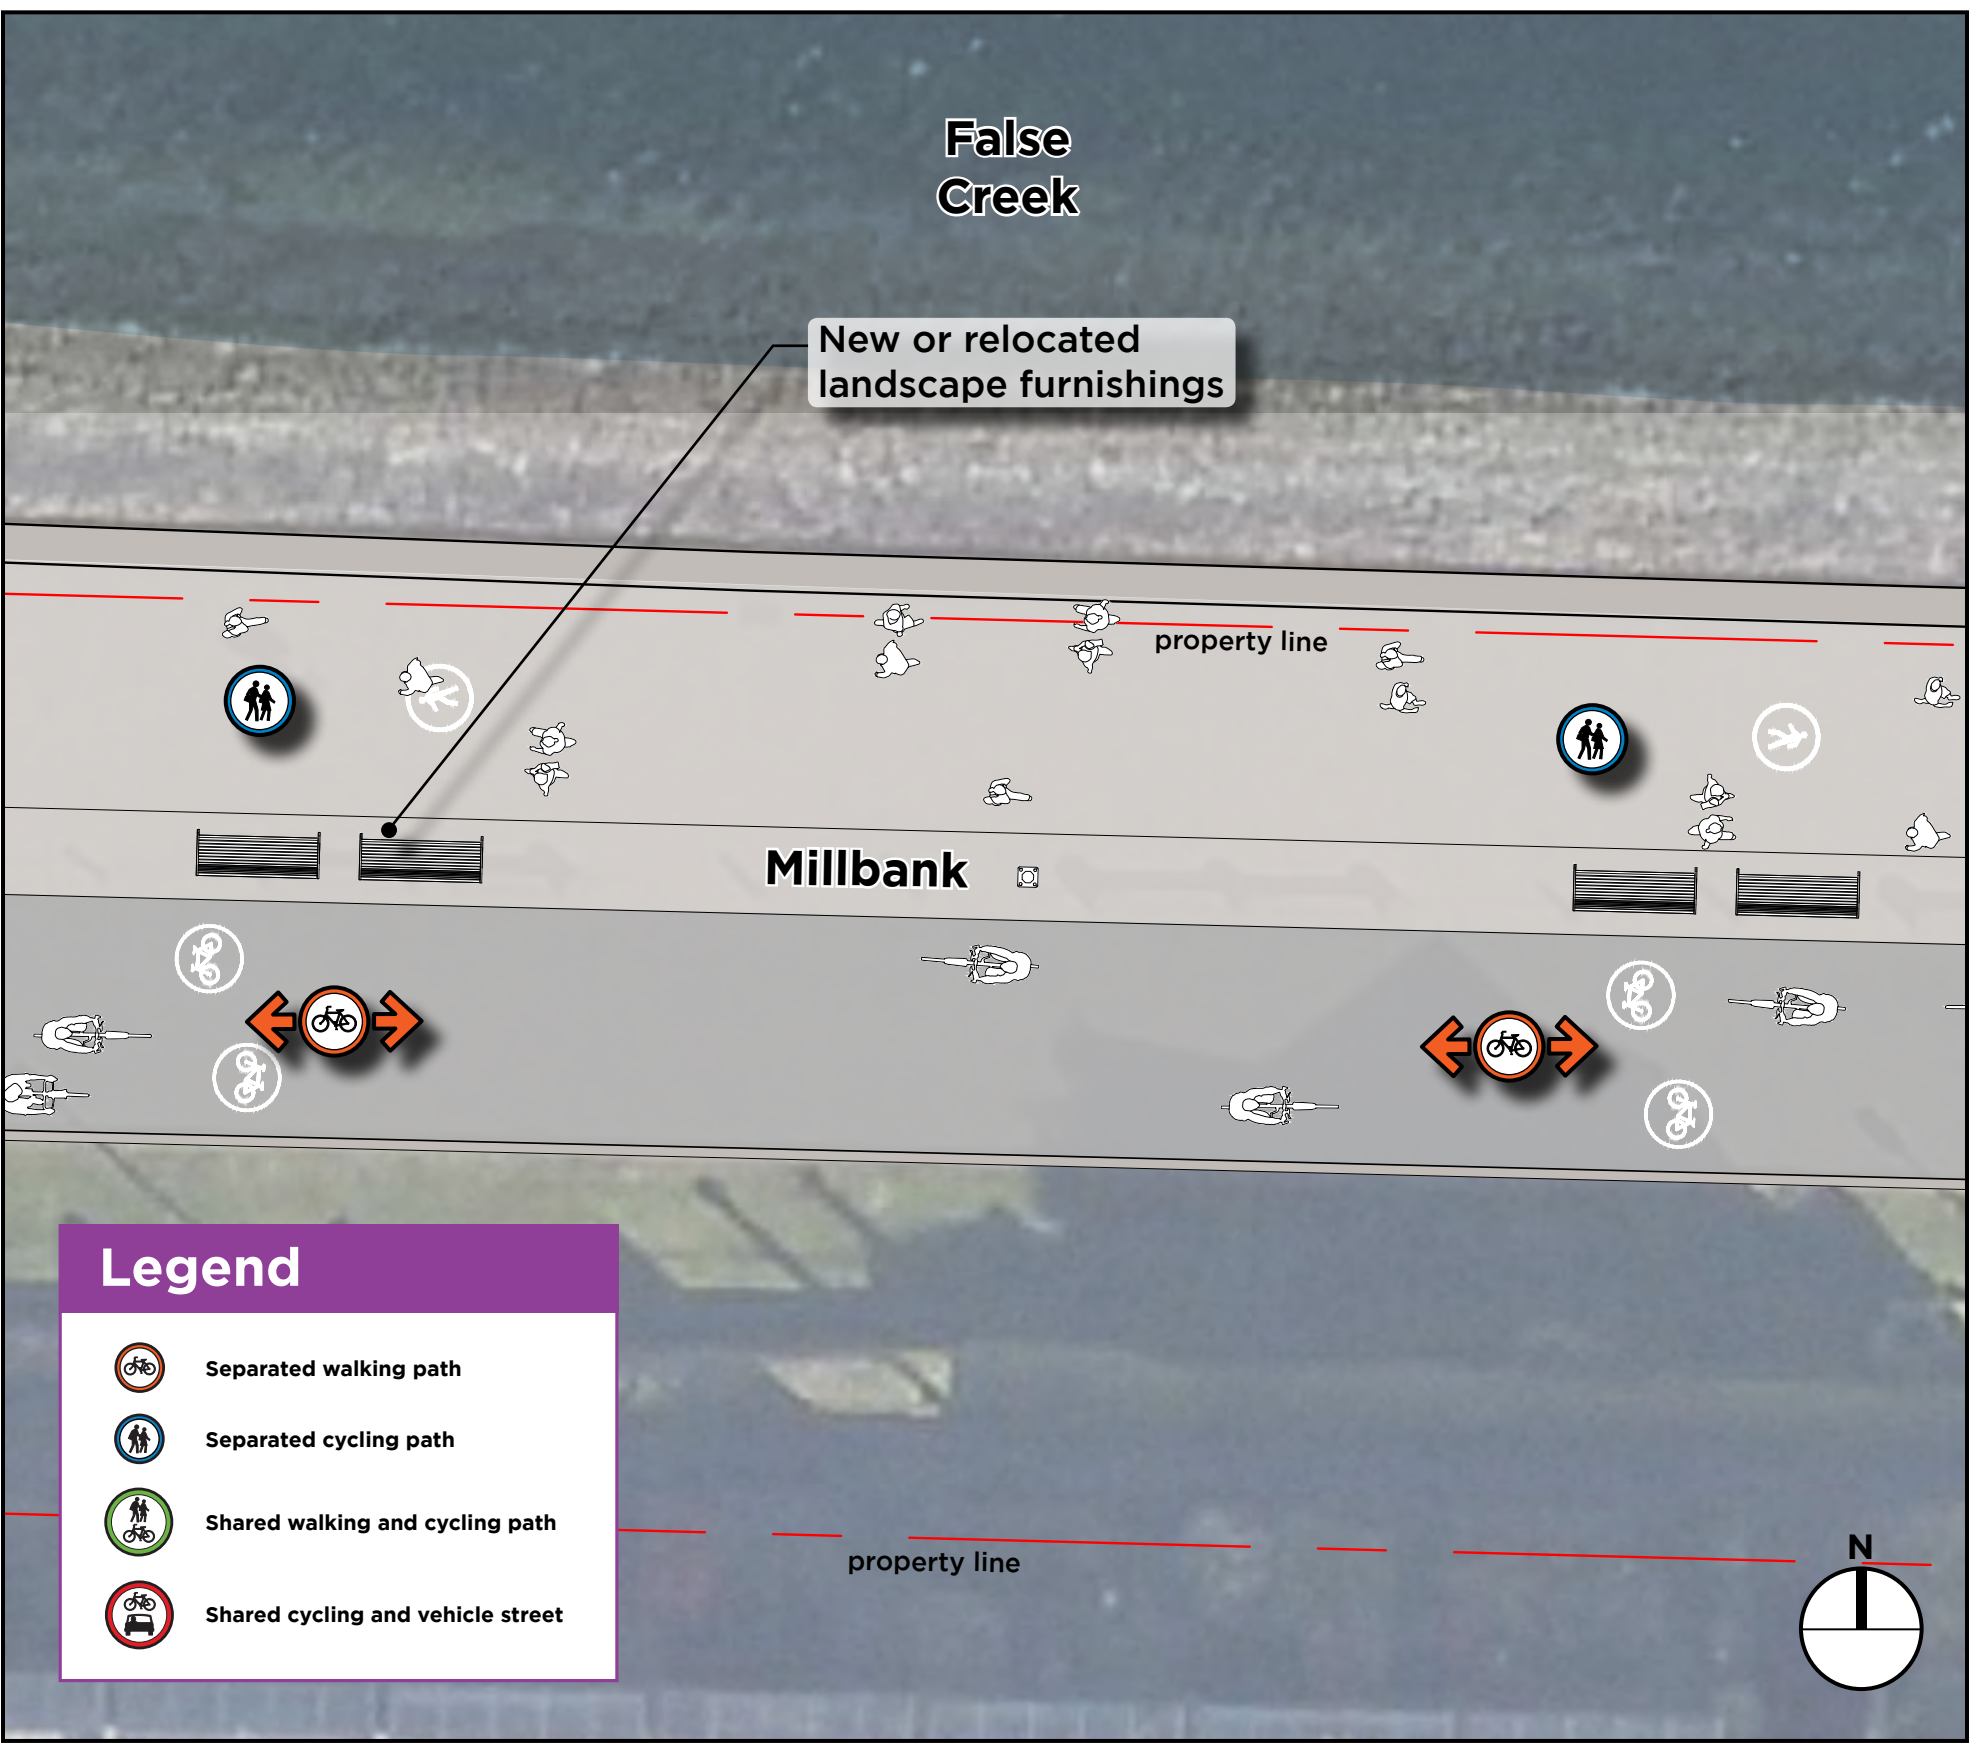 False
Creek
New or relocated
landscape furnishings
property line
Millbank
Legend
Separated walking path
Separated cycling path
Shared walking and cycling path
Shared cycling and vehicle street
property line
N